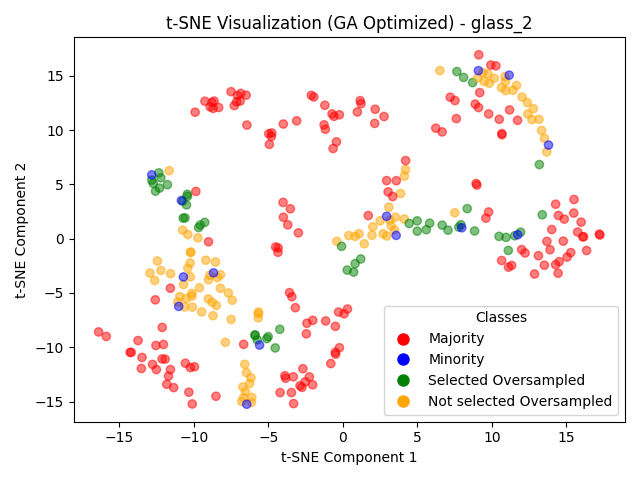 t-SNE Visualization (GA Optimized) - glass_2
t-SNE Component 2
15
10
5
0
−5
−10
−15
Classes
Majority
Minority
Selected Oversampled
Not selected Oversampled
−15
−10
−5
0
5
10
15
t-SNE Component 1